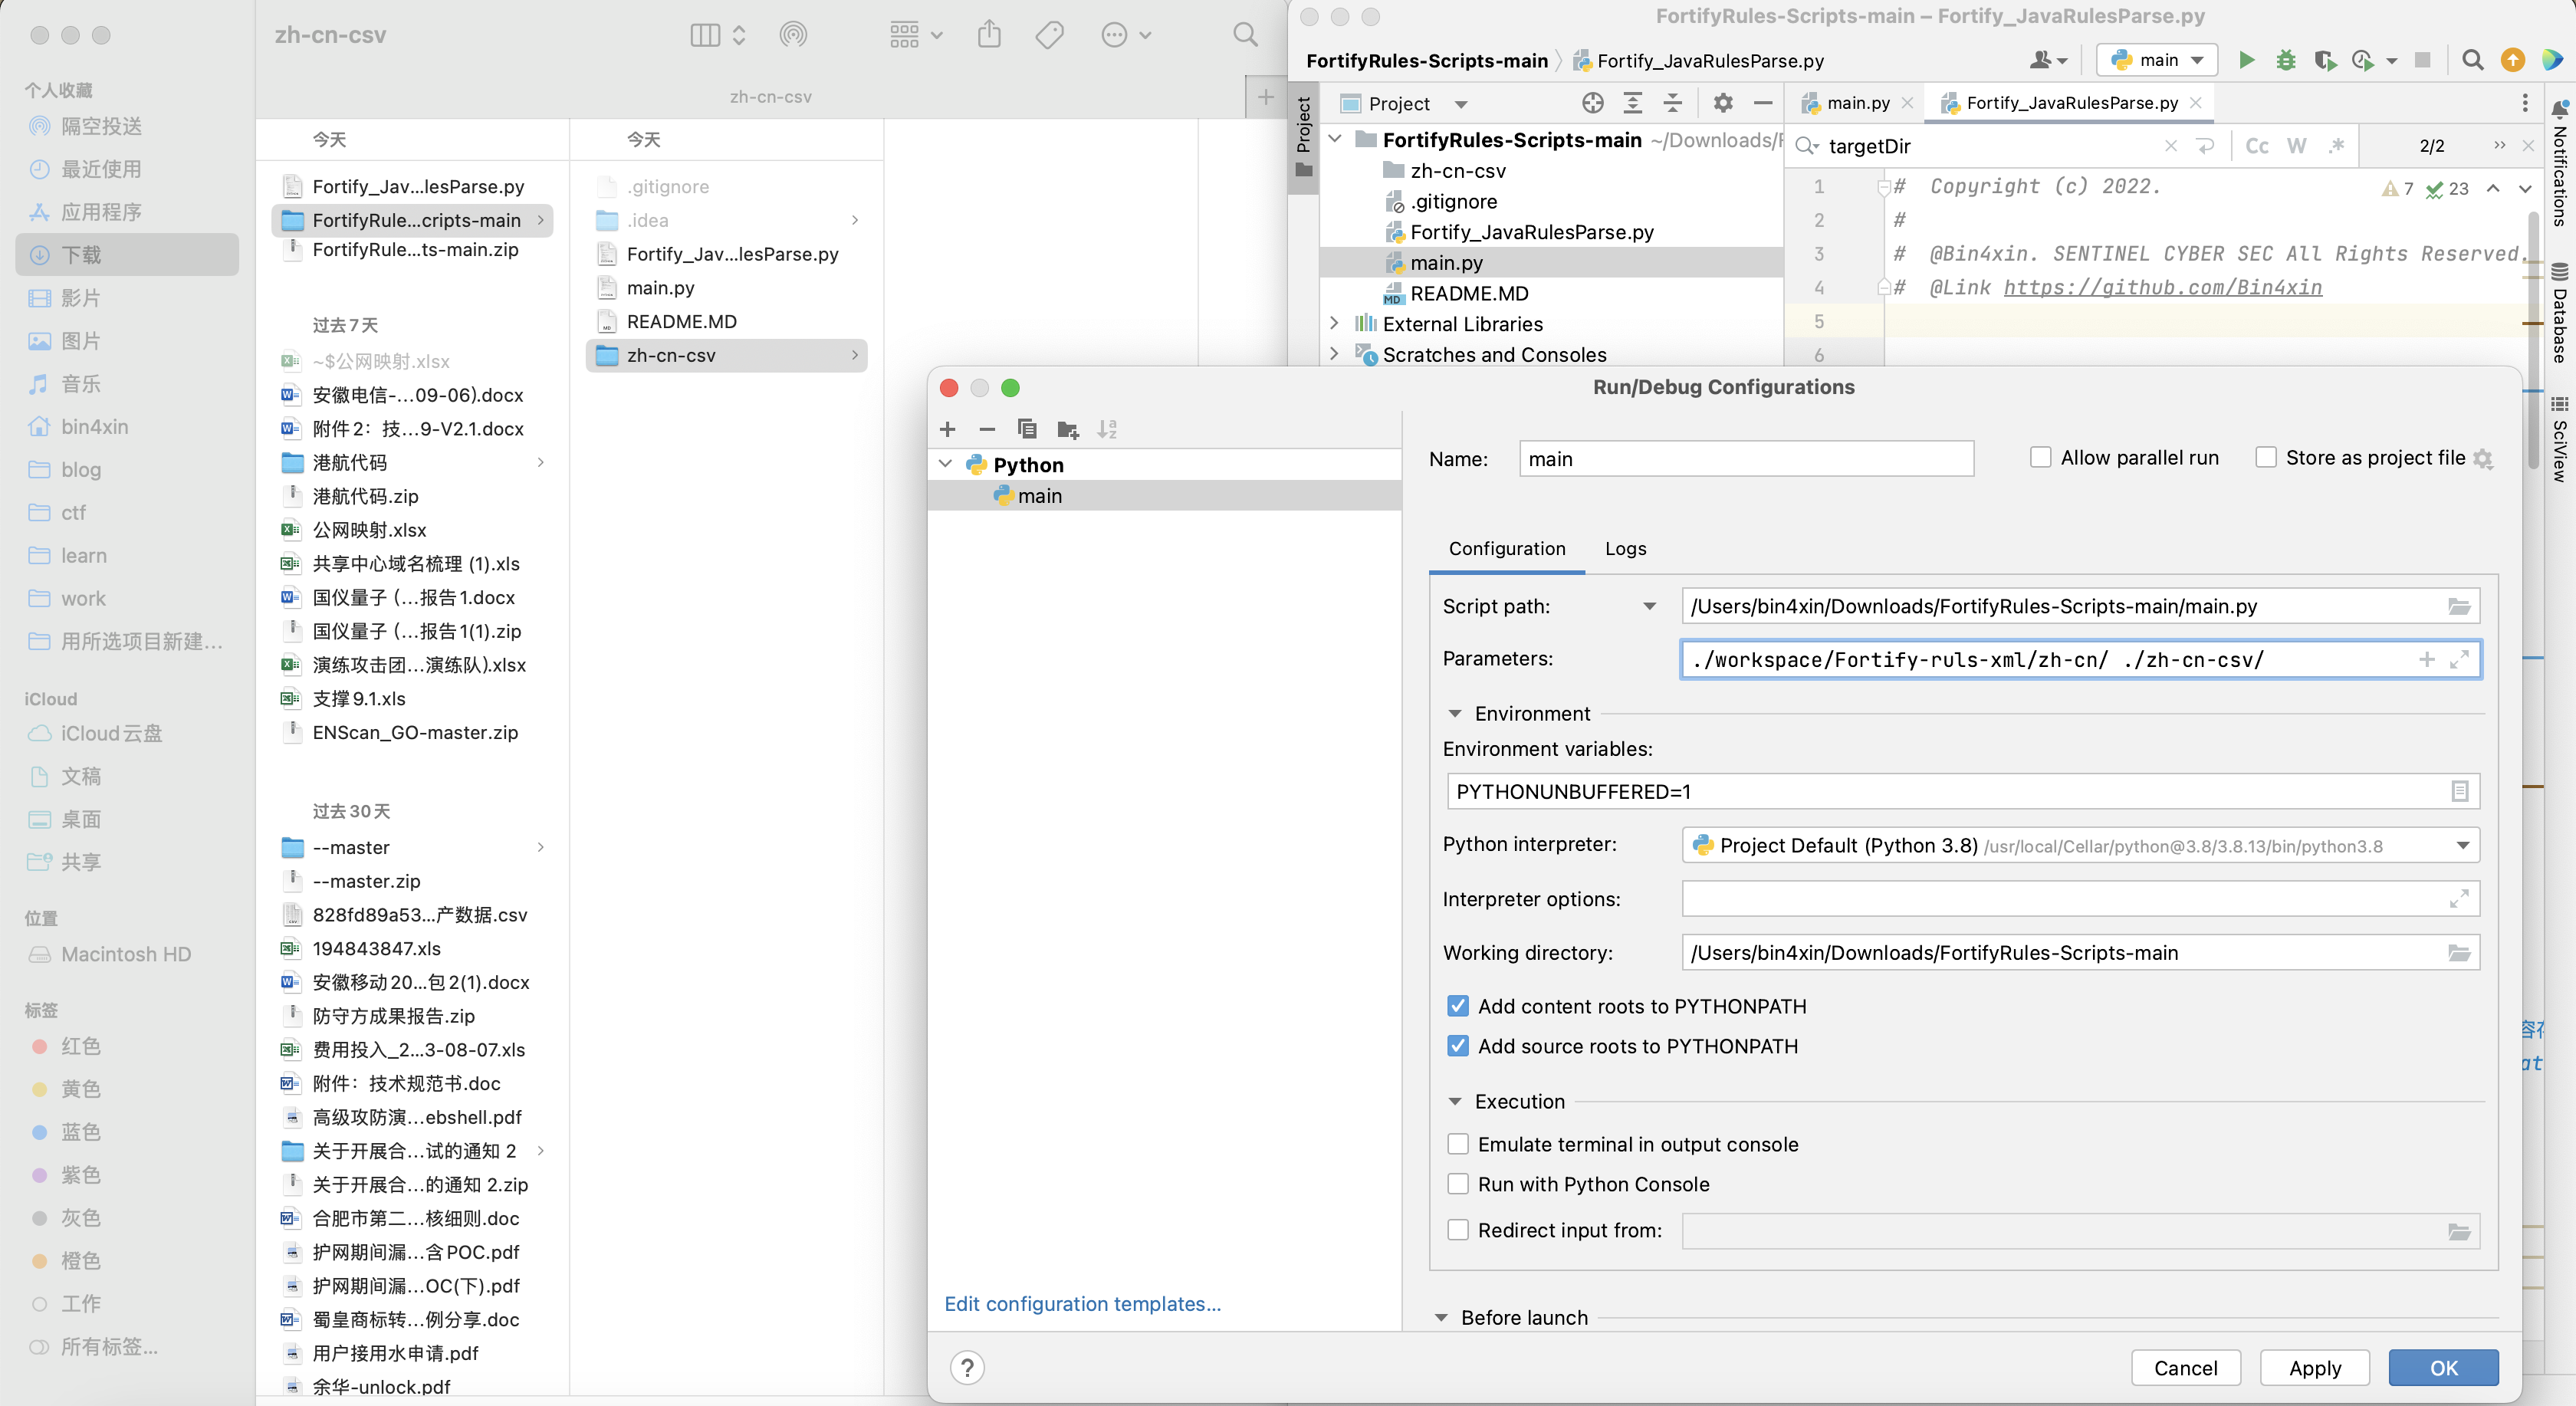 zh-cn-csv
zh-cn-csv
个人收藏
隔空投送
最近使用
应用程序
下载
影片
图片
音乐
bin4xin
blog
ctf
learn
work
用所选项目新建...
iCloud
iCloud云盘
文稿
桌面
共享
位置
Macintosh HD
标签
红色
黄色
蓝色
紫色
灰色
橙色
工作
所有标签...
今天
Fortify_Jav...lesParse.py
FortifyRule...cripts-main
FortifyRule...ts-main.zip
过去7天
~$公网映射.xlsx
安徽电信-...09-06).docx
附件2：技...9-V2.1.docx
港航代码
港航代码.zip
公网映射.xlsx
共享中心域名梳理 (1).xls
国仪量子 (...报告1.docx
国仪量子 (...报告1(1).zip
演练攻击团...演练队).xlsx
支撑9.1.xls
ENScan_GO-master.zip
过去30天
--master
--master.zip
828fd89a53...产数据.csv
194843847.xls
安徽移动20...包2(1).docx
防守方成果报告.zip
费用投入_2...3-08-07.xls
附件：技术规范书.doc
高级攻防演...ebshell.pdf
关于开展合...试的通知 2
关于开展合...的通知 2.zip
合肥市第二...核细则.doc
护网期间漏...含POC.pdf
护网期间漏...OC(下).pdf
蜀皇商标转...例分享.doc
用户接用水申请.pdf
余华-unlock.pdf
今天
.gitignore
.idea
Fortify_Jav...lesParse.py
main.py
README.MD
zh-cn-csv
FortifyRules-Scripts-main – Fortify_JavaRulesParse.py
FortifyRules-Scripts-main Fortify_JavaRulesParse.py main
Project
Project
main.py Fortify_JavaRulesParse.py
FortifyRules-Scripts-main ~/Downloads/F
zh-cn-csv
.gitignore
Fortify_JavaRulesParse.py
main.py
README.MD
External Libraries
Scratches and Consoles
targetDir Cc W .* 2/2
7 23
1 # Copyright (c) 2022.
2 #
3 # @Bin4xin. SENTINEL CYBER SEC All Rights Reserved.
4 # @Link https://github.com/Bin4xin
5
6
Notifications
Database
SciView
Run/Debug Configurations
Python
main
Edit configuration templates...
Name: main Allow parallel run Store as project file
Configuration Logs
Script path: /Users/bin4xin/Downloads/FortifyRules-Scripts-main/main.py
Parameters: ./workspace/Fortify-ruls-xml/zh-cn/ ./zh-cn-csv/
Environment
Environment variables:
PYTHONUNBUFFERED=1
Python interpreter: Project Default (Python 3.8) /usr/local/Cellar/python@3.8/3.8.13/bin/python3.8
Interpreter options:
Working directory: /Users/bin4xin/Downloads/FortifyRules-Scripts-main
Add content roots to PYTHONPATH
Add source roots to PYTHONPATH
Execution
Emulate terminal in output console
Run with Python Console
Redirect input from:
Before launch
? Cancel Apply OK